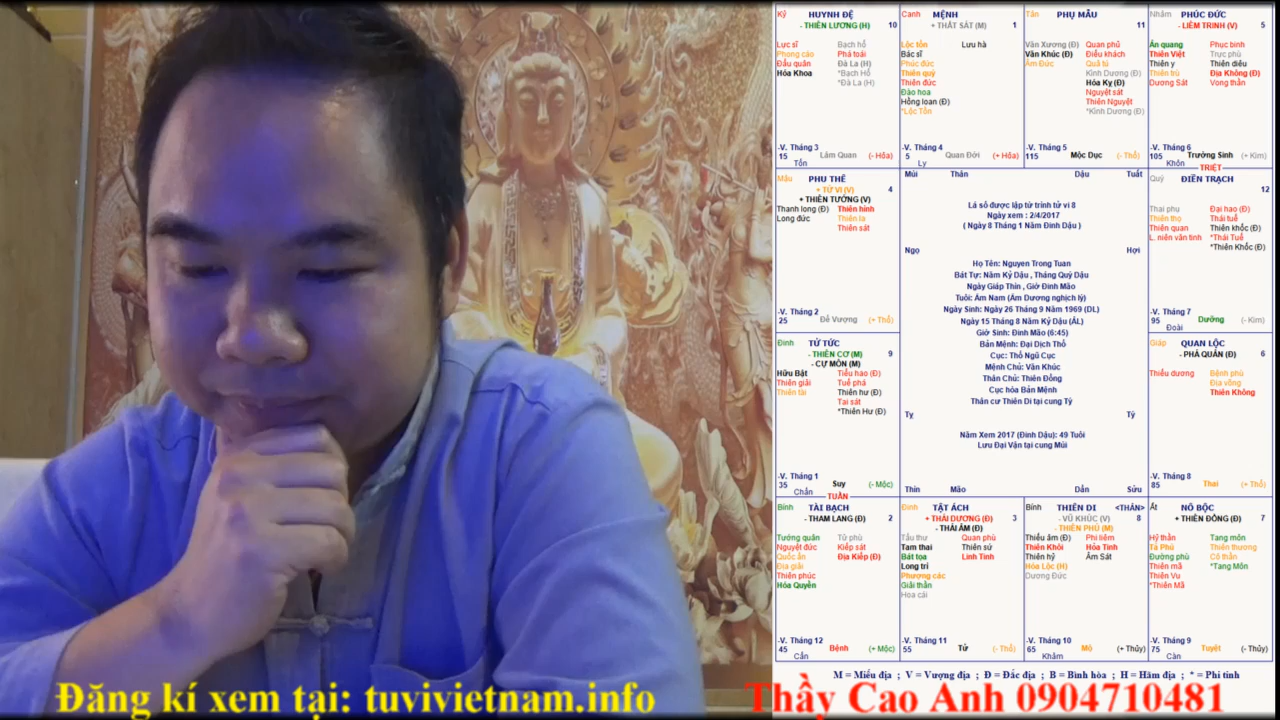 Kỷ HUYNH ĐỆ
- THIÊN LƯƠNG (H) 10
Lực sĩ Bạch hổ
Phong cáo Phá toái
Đẩu quân Đà La (H)
Hóa Khoa *Bạch Hổ
*Đà La (H)
-V. Tháng 3
15 Lâm Quan (- Hỏa)
Tốn
Canh MỆNH
+ THẤT SÁT (M) 1
Lộc tồn Lưu hà
Bác sĩ
Phúc đức
Thiên quý
Thiên đức
Đào hoa
Hồng loan (Đ)
*Lộc Tồn
-V. Tháng 4
5 Quan Đới (+ Hỏa)
Ly
Tân PHỤ MẪU
11
Văn Xương (Đ) Quan phủ
Văn Khúc (Đ) Điếu khách
Âm Đức Quả tú
Kình Dương (Đ)
Hóa Kỵ (Đ)
Nguyệt sát
Thiên Nguyệt
*Kình Dương (Đ)
-V. Tháng 5
115 Mộc Dục (- Thổ)
Nhâm PHÚC ĐỨC
- LIÊM TRINH (V) 5
Ân quang Phục binh
Thiên Việt Trực phù
Thiên y Thiên diêu
Thiên trù Địa Không (Đ)
Dương Sát Vong thần
-V. Tháng 6
105 Trường Sinh (+ Kim)
Khôn
TRIỆT
Mậu PHU THÊ
+ TỬ VI (V) 4
+ THIÊN TƯỚNG (V)
Thanh long (Đ) Thiên hình
Long đức Thiên la
Thiên sát
-V. Tháng 2
25 Đế Vượng (+ Thổ)
Mùi Thân Dậu Tuất
Lá số được lập từ trình tử vi 8
Ngày xem : 2/4/2017
( Ngày 8 Tháng 1 Năm Đinh Dậu )
Ngọ Hợi
Họ Tên: Nguyen Trong Tuan
Bát Tự: Năm Kỷ Dậu , Tháng Quý Dậu
Ngày Giáp Thìn , Giờ Đinh Mão
Tuổi: Âm Nam (Âm Dương nghịch lý)
Ngày Sinh: Ngày 26 Tháng 9 Năm 1969 (DL)
Ngày 15 Tháng 8 Năm Kỷ Dậu (ÂL)
Giờ Sinh: Đinh Mão (6:45)
Bản Mệnh: Đại Dịch Thổ
Cục: Thổ Ngũ Cục
Mệnh Chủ: Văn Khúc
Thân Chủ: Thiên Đồng
Cục hòa Bản Mệnh
Thân cư Thiên Di tại cung Tý
Tỵ Tý
Năm Xem 2017 (Đinh Dậu): 49 Tuổi
Lưu Đại Vận tại cung Mùi
Thìn Mão Dần Sửu
Quý ĐIỀN TRẠCH
12
Thai phụ Đại hao (Đ)
Thiên thọ Thái tuế
Thiên quan Thiên khốc (Đ)
L. niên văn tinh *Thái Tuế
*Thiên Khốc (Đ)
-V. Tháng 7
95 Dưỡng (- Kim)
Đoài
Đinh TỬ TỨC
- THIÊN CƠ (M) 9
- CỰ MÔN (M)
Hữu Bật Tiểu hao (Đ)
Thiên giải Tuế phá
Thiên tài Thiên hư (Đ)
Tai sát
*Thiên Hư (Đ)
-V. Tháng 1
35 Suy (- Mộc)
Chấn
TUẦN
Giáp QUAN LỘC
- PHÁ QUÂN (Đ) 6
Thiếu dương Bệnh phù
Địa võng
Thiên Không
-V. Tháng 8
85 Thai (+ Thổ)
Bính TÀI BẠCH
- THAM LANG (Đ) 2
Tướng quân Tử phù
Nguyệt đức Kiếp sát
Quốc ấn Địa Kiếp (Đ)
Địa giải
Thiên phúc
Hóa Quyền
-V. Tháng 12
45 Bệnh (+ Mộc)
Cấn
Đinh TẬT ÁCH
+ THÁI DƯƠNG (Đ) 3
- THÁI ÂM (Đ)
Tấu thư Quan phù
Tam thai Thiên sứ
Bát tọa Linh Tinh
Long trì
Phượng các
Giải thần
Hoa cái
-V. Tháng 11
55 Tử (- Thổ)
Bính THIÊN DI <THÂN>
- VŨ KHÚC (V) 8
- THIÊN PHỦ (M)
Thiếu âm (Đ) Phi liêm
Thiên Khôi Hỏa Tinh
Thiên hỷ Âm Sát
Hóa Lộc (H)
Dương Đức
-V. Tháng 10
65 Mộ (+ Thủy)
Khảm
Ất NÔ BỘC
+ THIÊN ĐỒNG (Đ) 7
Hỷ thần Tang môn
Tả Phù Thiên thương
Đường phù Cô thần
Thiên mã *Tang Môn
Thiên Vụ
*Thiên Mã
-V. Tháng 9
75 Tuyệt (- Thủy)
Càn
M = Miếu địa ; V = Vượng địa ; Đ = Đắc địa ; B = Bình hòa ; H = Hãm địa ; * = Phi tinh
Đăng kí xem tại: tuvivietnam.info Thầy Cao Anh 0904710481